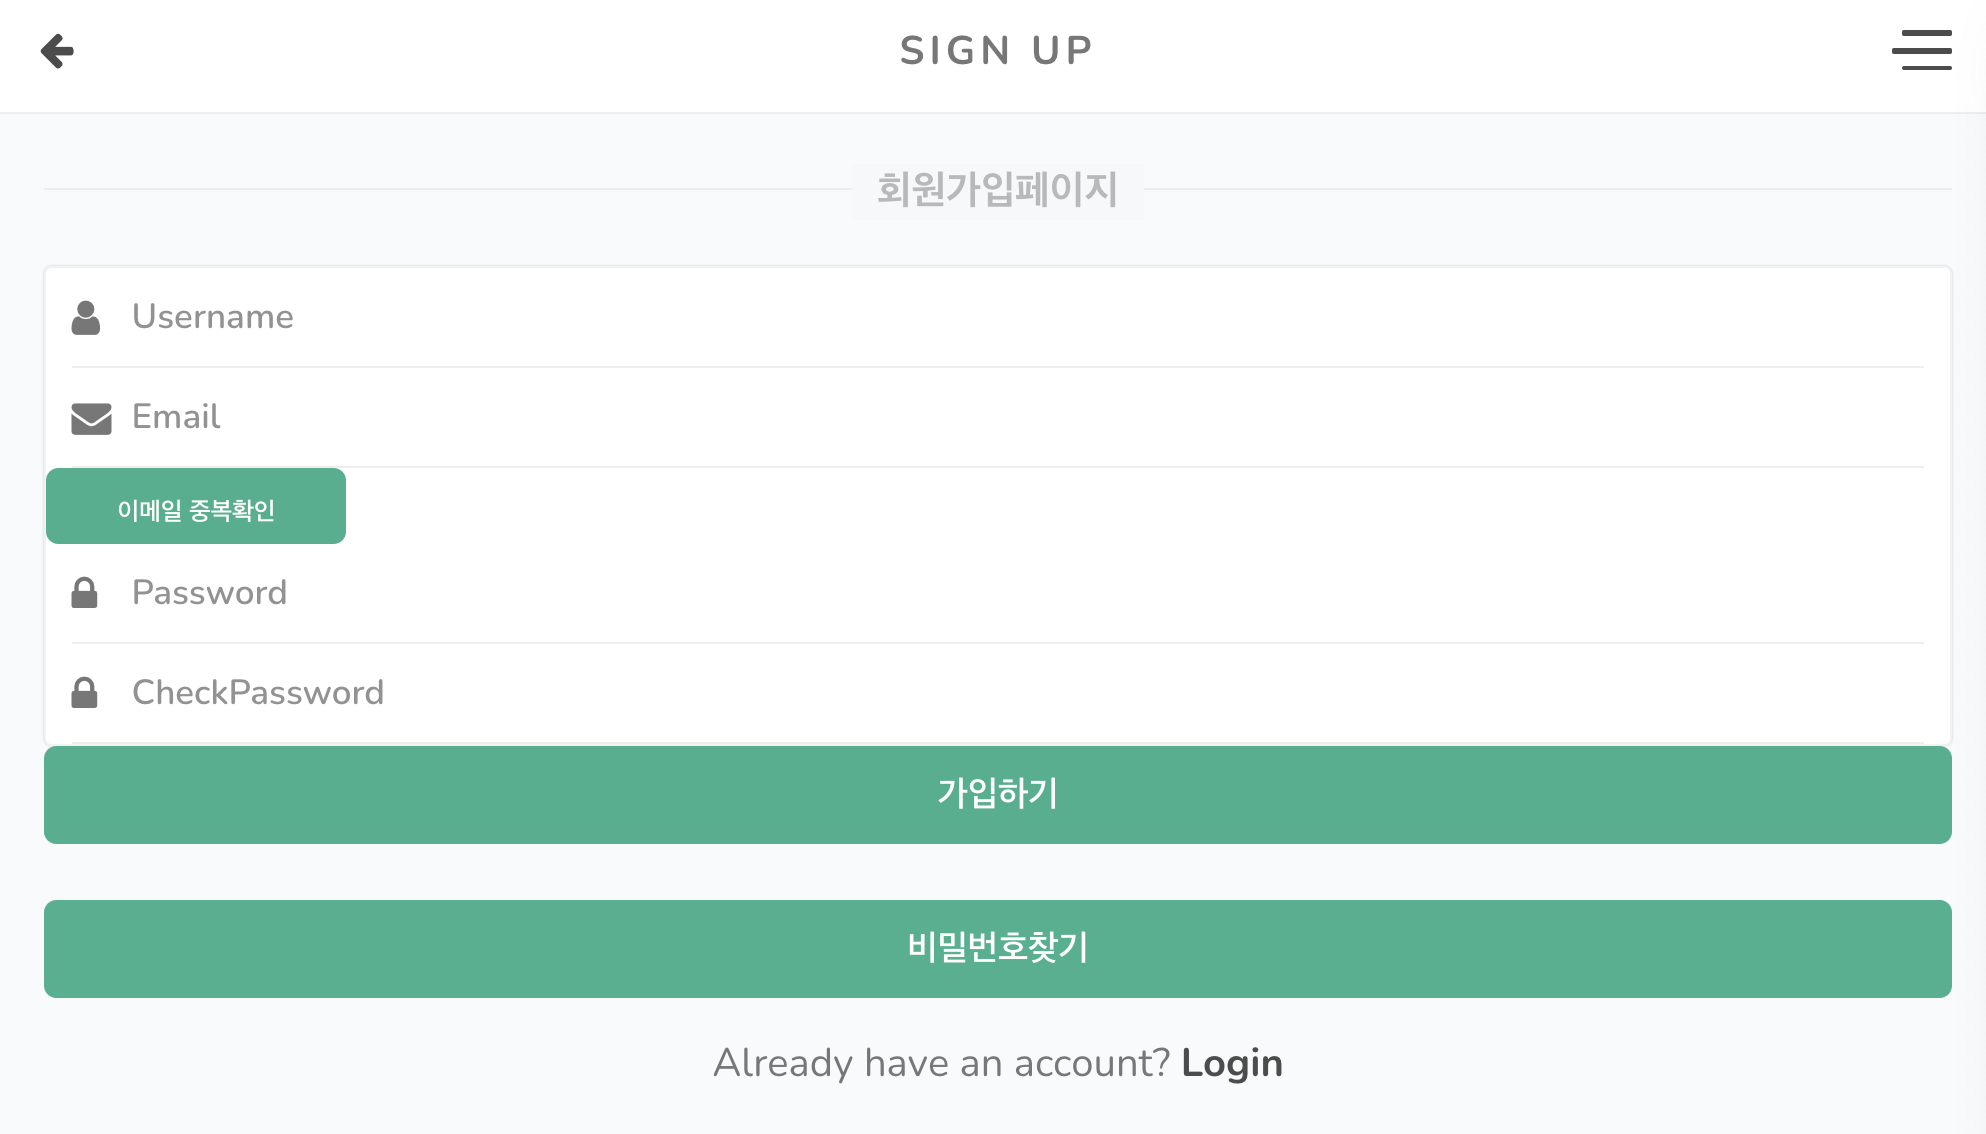 SIGN UP
회원가입페이지
Username
Email
이메일 중복확인
Password
CheckPassword
가입하기
비밀번호찾기
Already have an account? Login